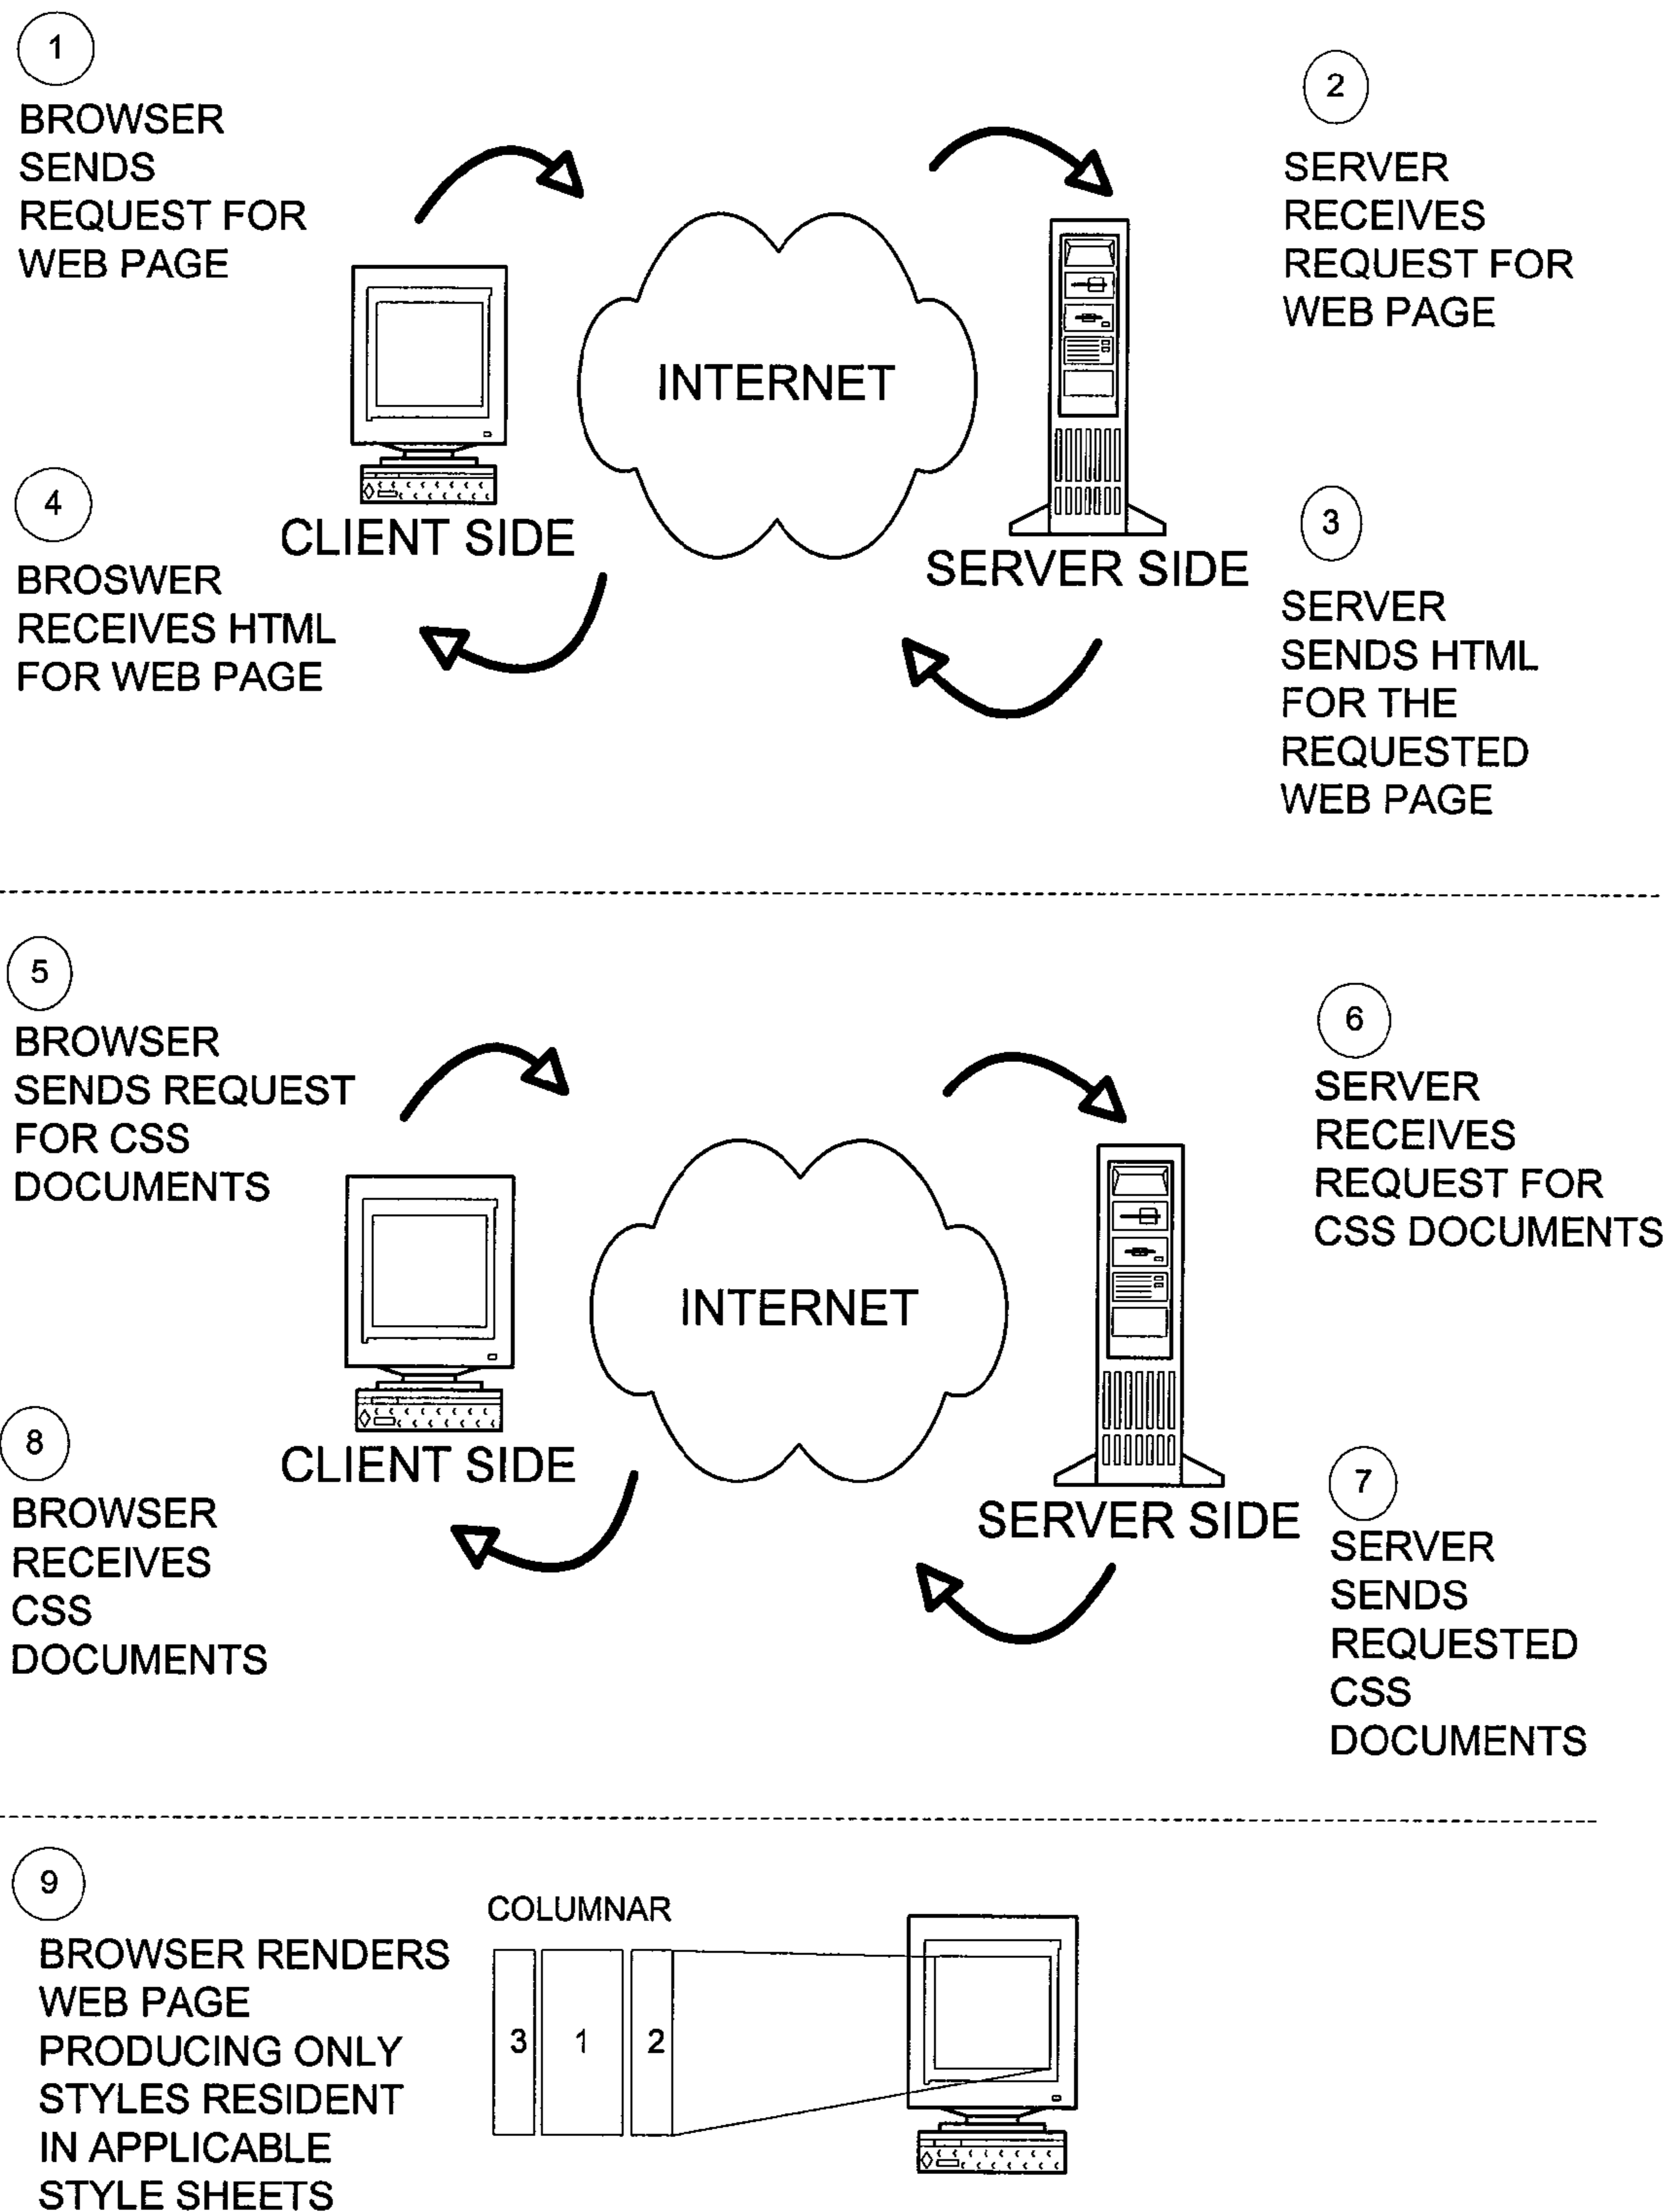 1
BROWSER
SENDS
REQUEST FOR
WEB PAGE
2
SERVER
RECEIVES
REQUEST FOR
WEB PAGE
INTERNET
CLIENT SIDE
SERVER SIDE
3
SERVER
SENDS HTML
FOR THE
REQUESTED
WEB PAGE
4
BROSWER
RECEIVES HTML
FOR WEB PAGE
5
BROWSER
SENDS REQUEST
FOR CSS
DOCUMENTS
6
SERVER
RECEIVES
REQUEST FOR
CSS DOCUMENTS
INTERNET
CLIENT SIDE
SERVER SIDE
7
SERVER
SENDS
REQUESTED
CSS
DOCUMENTS
8
BROWSER
RECEIVES
CSS
DOCUMENTS
9
BROWSER RENDERS
WEB PAGE
PRODUCING ONLY
STYLES RESIDENT
IN APPLICABLE
STYLE SHEETS
COLUMNAR
3 1 2